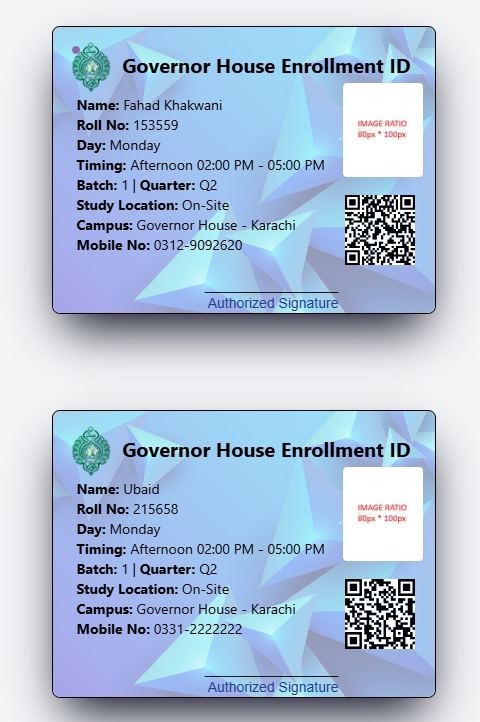 Governor House Enrollment ID
Name: Fahad Khakwani
Roll No: 153559
Day: Monday
Timing: Afternoon 02:00 PM - 05:00 PM
Batch: 1 | Quarter: Q2
Study Location: On-Site
Campus: Governor House - Karachi
Mobile No: 0312-9092620
IMAGE RATIO
80px * 100px
Authorized Signature
Governor House Enrollment ID
Name: Ubaid
Roll No: 215658
Day: Monday
Timing: Afternoon 02:00 PM - 05:00 PM
Batch: 1 | Quarter: Q2
Study Location: On-Site
Campus: Governor House - Karachi
Mobile No: 0331-2222222
IMAGE RATIO
80px * 100px
Authorized Signature